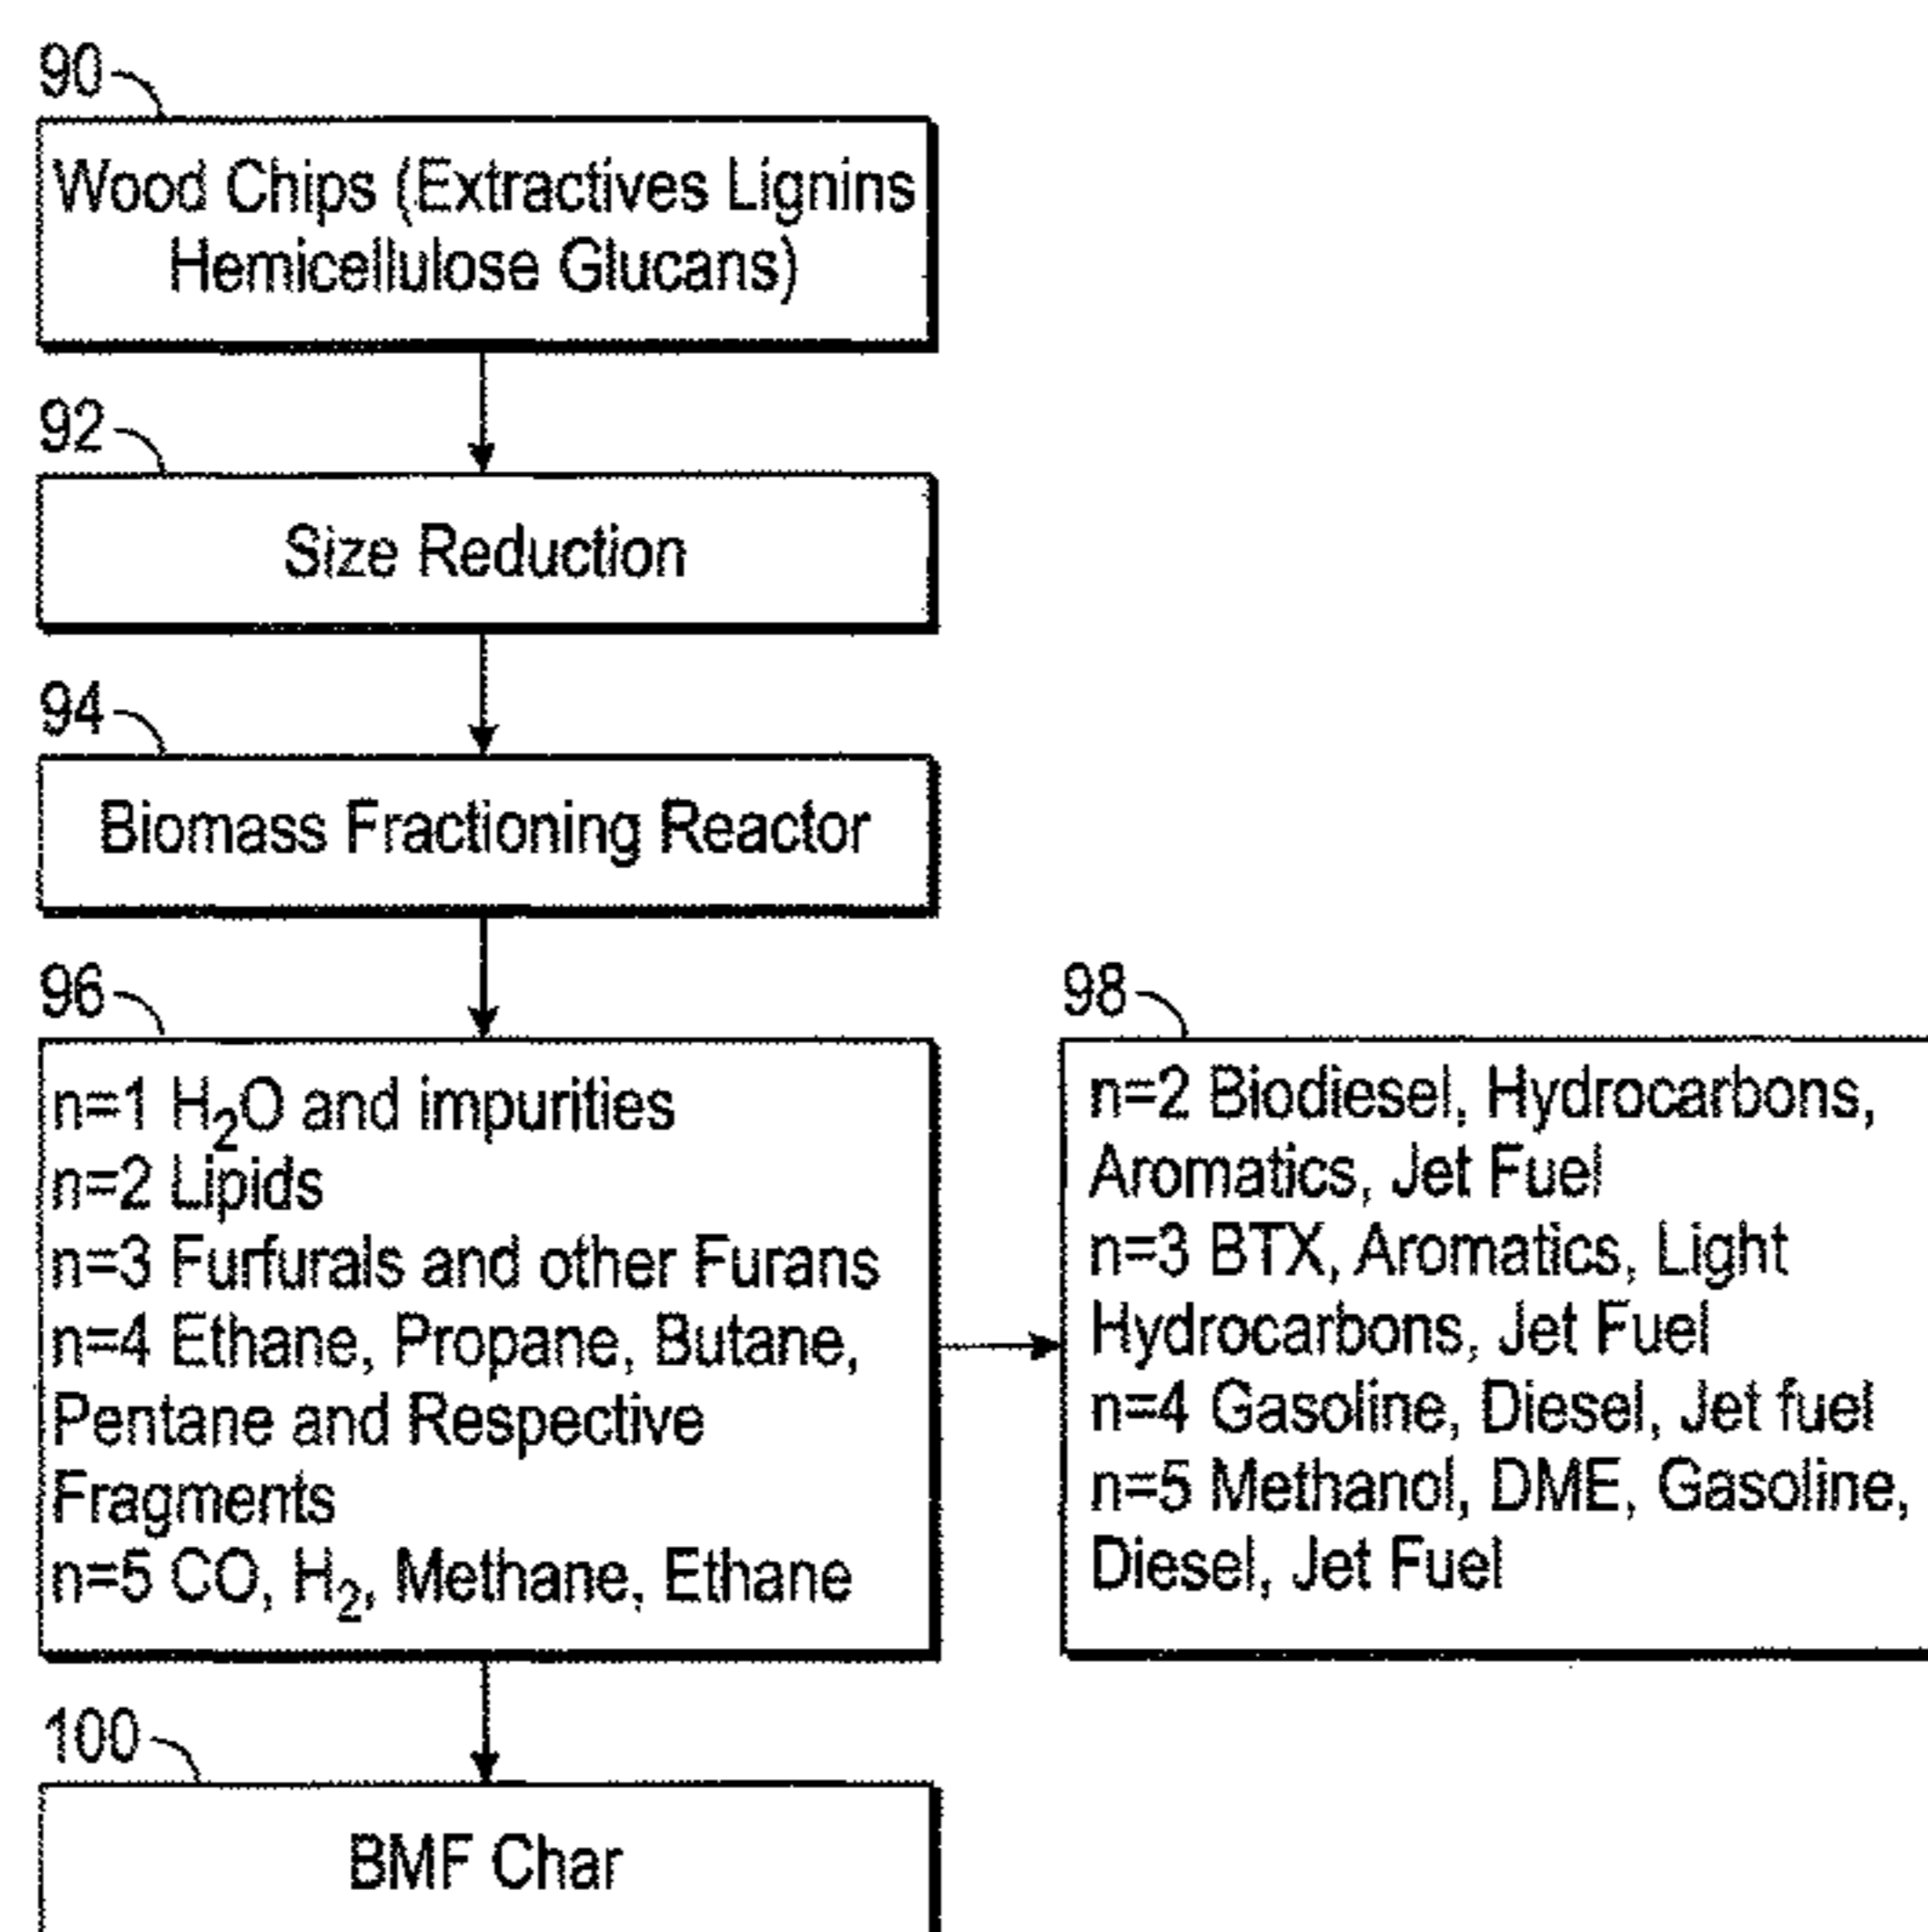 90
Wood Chips (Extractives Lignins
Hemicellulose Glucans)
92
Size Reduction
94
Biomass Fractioning Reactor
96
n=1 H₂O and impurities
n=2 Lipids
n=3 Furfurals and other Furans
n=4 Ethane, Propane, Butane,
Pentane and Respective
Fragments
n=5 CO, H₂, Methane, Ethane
98
n=2 Biodiesel, Hydrocarbons,
Aromatics, Jet Fuel
n=3 BTX, Aromatics, Light
Hydrocarbons, Jet Fuel
n=4 Gasoline, Diesel, Jet fuel
n=5 Methanol, DME, Gasoline,
Diesel, Jet Fuel
100
BMF Char